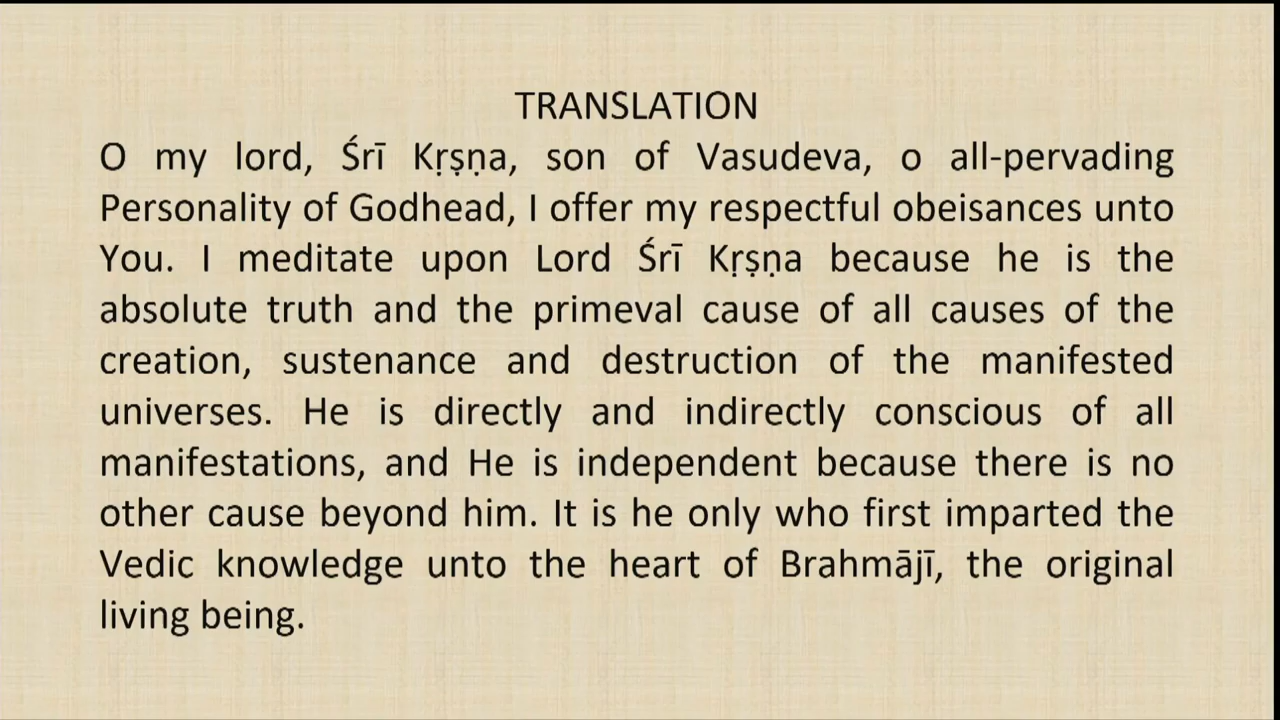 TRANSLATION
O my lord, Śrī Kṛṣṇa, son of Vasudeva, o all-pervading
Personality of Godhead, I offer my respectful obeisances unto
You. I meditate upon Lord Śrī Kṛṣṇa because he is the
absolute truth and the primeval cause of all causes of the
creation, sustenance and destruction of the manifested
universes. He is directly and indirectly conscious of all
manifestations, and He is independent because there is no
other cause beyond him. It is he only who first imparted the
Vedic knowledge unto the heart of Brahmājī, the original
living being.